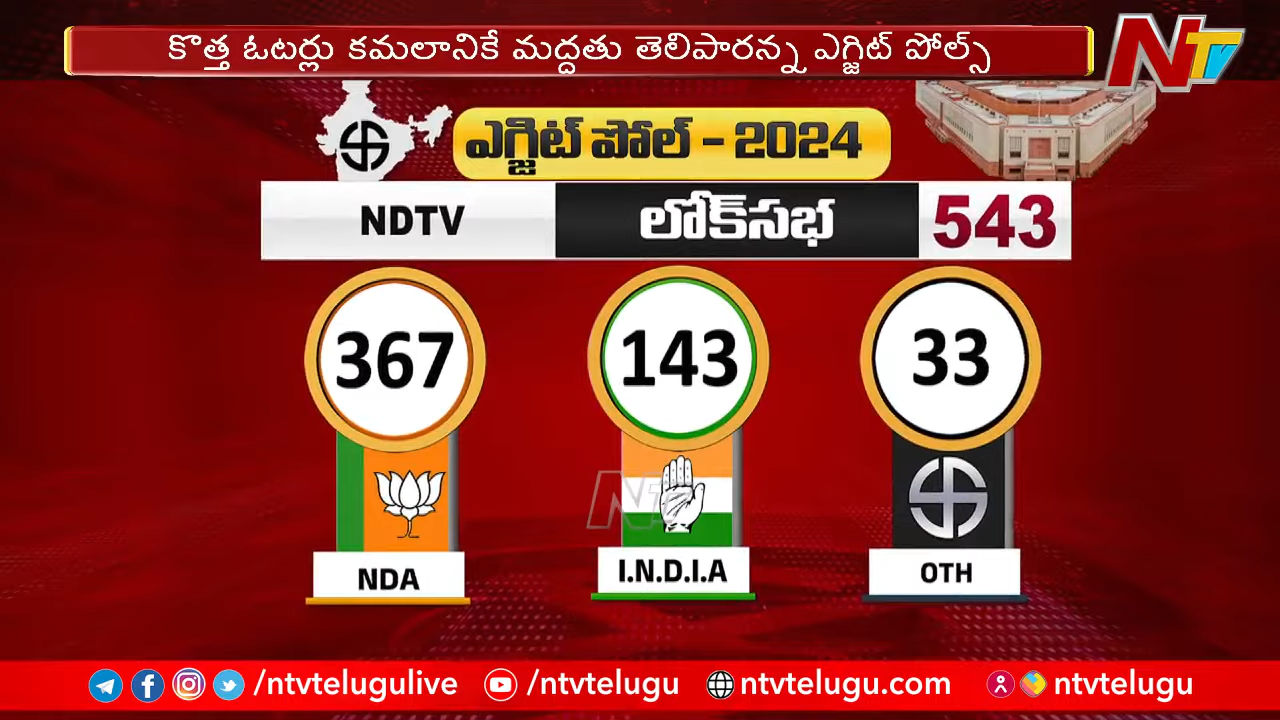 కొత్త ఓటర్లు కమలానికే మద్దతు తెలిపారన్న ఎగ్జిట్ పోల్స్
NTV
ఎగ్జిట్ పోల్ - 2024
NDTV లోక్‌సభ 543
367 143 33
NTV
NDA I.N.D.I.A OTH
/ntvtelugulive /ntvtelugu ntvtelugu.com ntvtelugu